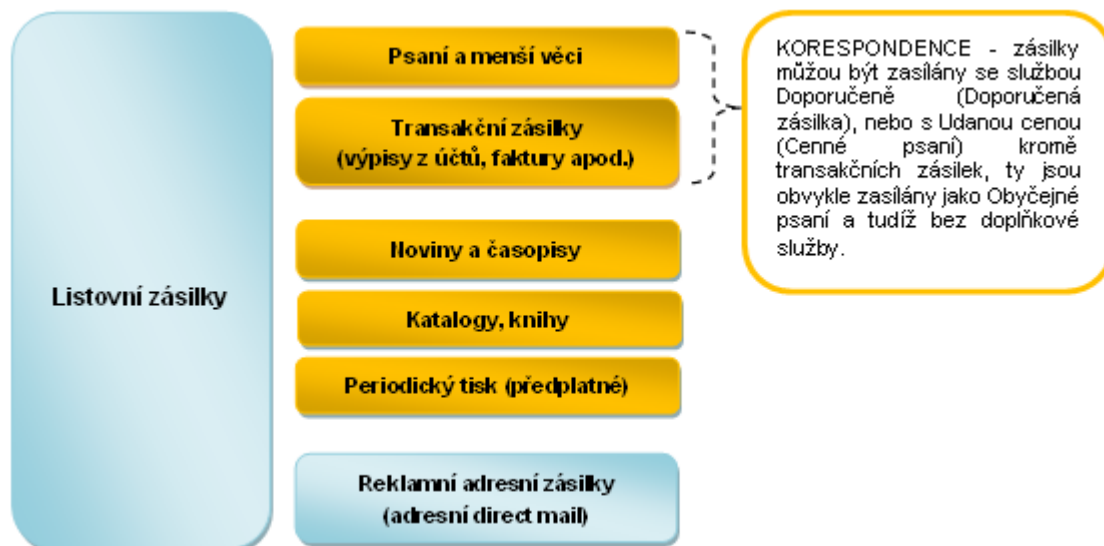 Listovní zásilky
Psaní a menší věci
Transakční zásilky
(výpisy z účtů, faktury apod.)
Noviny a časopisy
Katalogy, knihy
Periodický tisk (předplatné)
Reklamní adresní zásilky
(adresní direct mail)
KORESPONDENCE - zásilky
můžou být zasílány se službou
Doporučeně (Doporučená
zásilka), nebo s Udanou cenou
(Cenné psaní) kromě
transakčních zásilek, ty jsou
obvykle zasílány jako Obyčejné
psaní a tudíž bez doplňkové
služby.